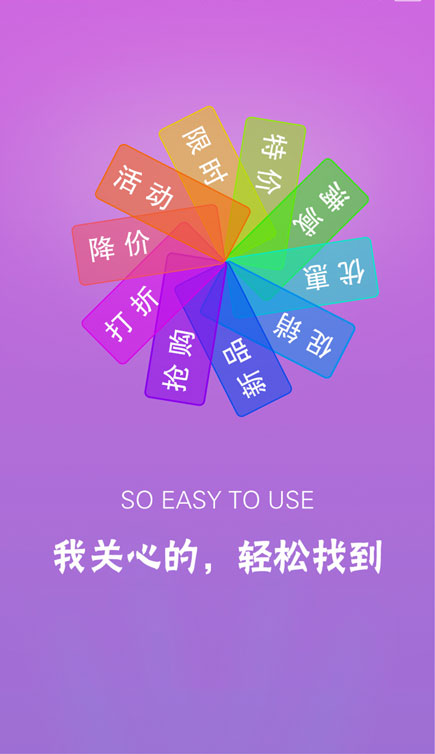 限时
特价
满减
优惠
促销
新品
抢购
打折
降价
活动
SO EASY TO USE
我关心的，轻松找到